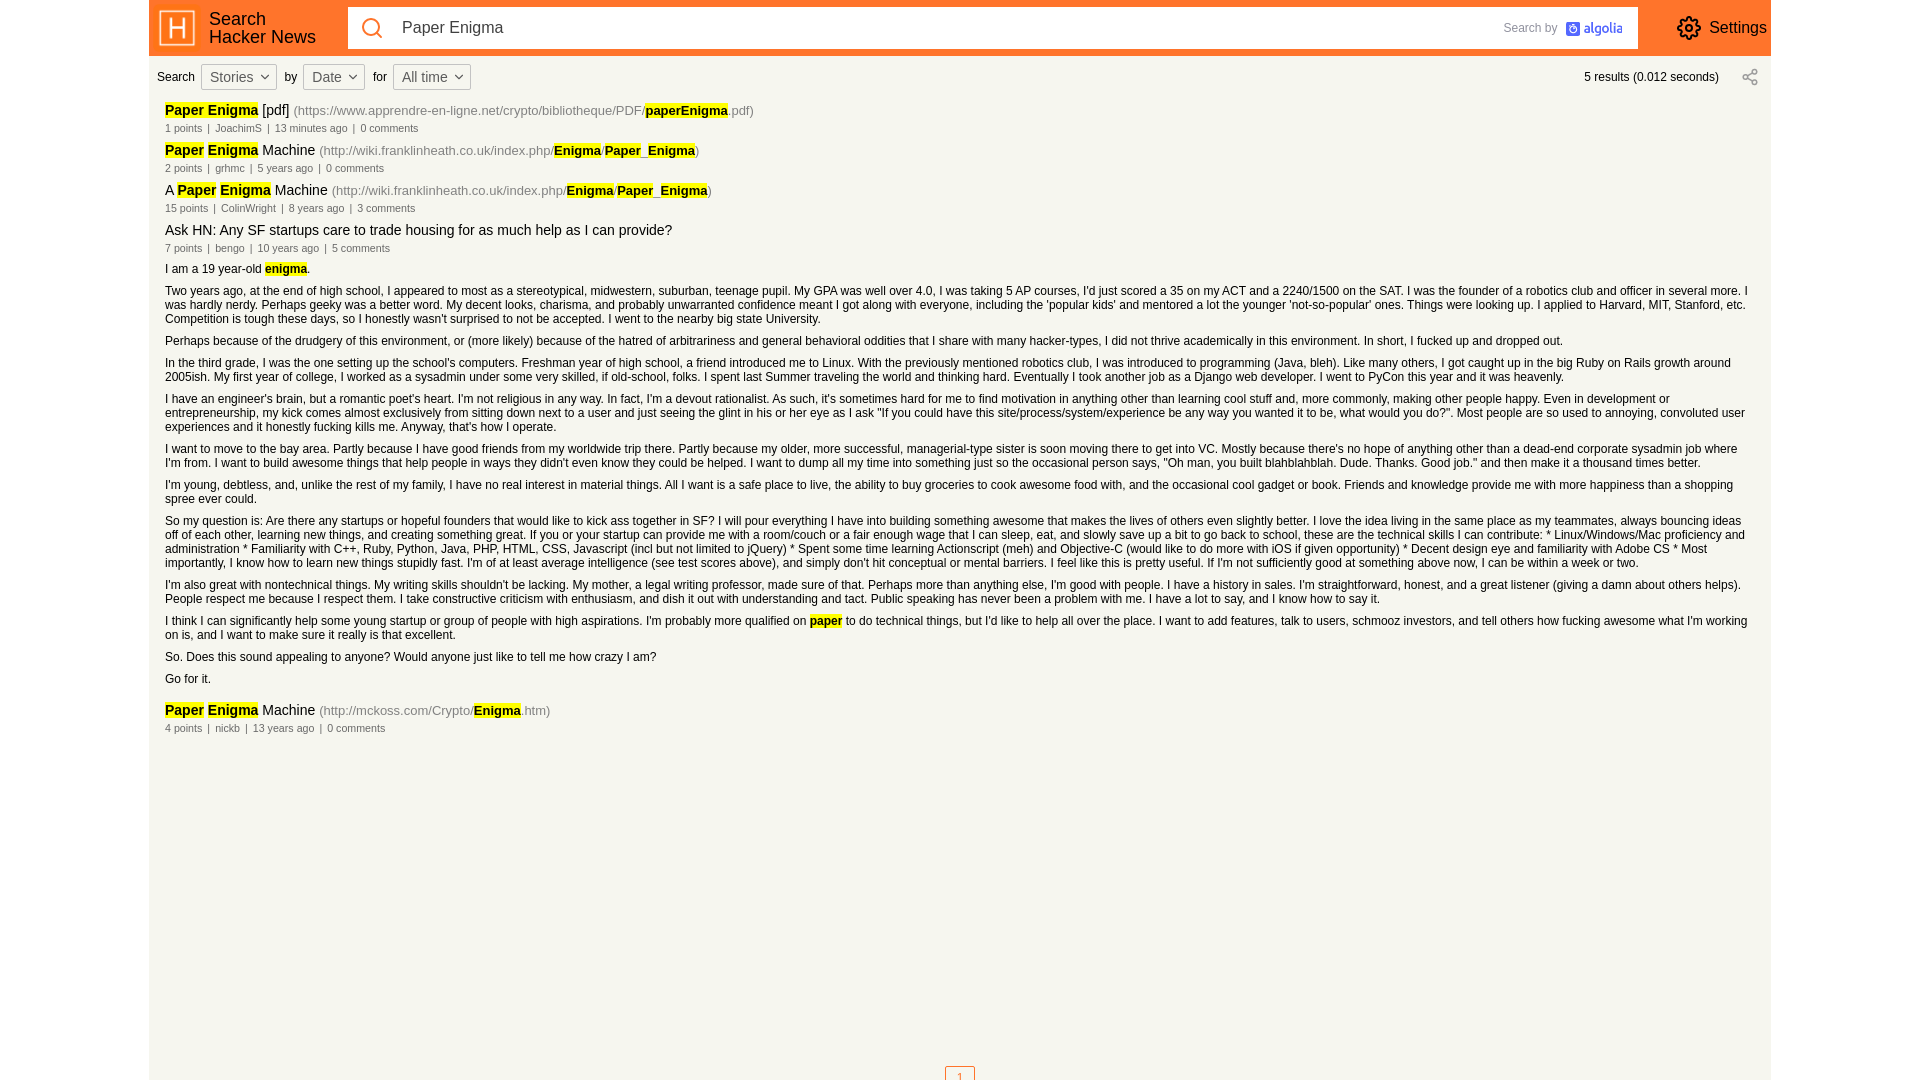 Search
Hacker News
Paper Enigma
Search by algolia
Settings
Search Stories by Date for All time
5 results (0.012 seconds)
Paper Enigma [pdf] (https://www.apprendre-en-ligne.net/crypto/bibliotheque/PDF/paperEnigma.pdf)
1 points | JoachimS | 13 minutes ago | 0 comments
Paper Enigma Machine (http://wiki.franklinheath.co.uk/index.php/Enigma/Paper_Enigma)
2 points | grhmc | 5 years ago | 0 comments
A Paper Enigma Machine (http://wiki.franklinheath.co.uk/index.php/Enigma/Paper_Enigma)
15 points | ColinWright | 8 years ago | 3 comments
Ask HN: Any SF startups care to trade housing for as much help as I can provide?
7 points | bengo | 10 years ago | 5 comments
I am a 19 year-old enigma.
Two years ago, at the end of high school, I appeared to most as a stereotypical, midwestern, suburban, teenage pupil. My GPA was well over 4.0, I was taking 5 AP courses, I'd just scored a 35 on my ACT and a 2240/1500 on the SAT. I was the founder of a robotics club and officer in several more. I
was hardly nerdy. Perhaps geeky was a better word. My decent looks, charisma, and probably unwarranted confidence meant I got along with everyone, including the 'popular kids' and mentored a lot the younger 'not-so-popular' ones. Things were looking up. I applied to Harvard, MIT, Stanford, etc.
Competition is tough these days, so I honestly wasn't surprised to not be accepted. I went to the nearby big state University.
Perhaps because of the drudgery of this environment, or (more likely) because of the hatred of arbitrariness and general behavioral oddities that I share with many hacker-types, I did not thrive academically in this environment. In short, I fucked up and dropped out.
In the third grade, I was the one setting up the school's computers. Freshman year of high school, a friend introduced me to Linux. With the previously mentioned robotics club, I was introduced to programming (Java, bleh). Like many others, I got caught up in the big Ruby on Rails growth around
2005ish. My first year of college, I worked as a sysadmin under some very skilled, if old-school, folks. I spent last Summer traveling the world and thinking hard. Eventually I took another job as a Django web developer. I went to PyCon this year and it was heavenly.
I have an engineer's brain, but a romantic poet's heart. I'm not religious in any way. In fact, I'm a devout rationalist. As such, it's sometimes hard for me to find motivation in anything other than learning cool stuff and, more commonly, making other people happy. Even in development or
entrepreneurship, my kick comes almost exclusively from sitting down next to a user and just seeing the glint in his or her eye as I ask "If you could have this site/process/system/experience be any way you wanted it to be, what would you do?". Most people are so used to annoying, convoluted user
experiences and it honestly fucking kills me. Anyway, that's how I operate.
I want to move to the bay area. Partly because I have good friends from my worldwide trip there. Partly because my older, more successful, managerial-type sister is soon moving there to get into VC. Mostly because there's no hope of anything other than a dead-end corporate sysadmin job where
I'm from. I want to build awesome things that help people in ways they didn't even know they could be helped. I want to dump all my time into something just so the occasional person says, "Oh man, you built blahblahblah. Dude. Thanks. Good job." and then make it a thousand times better.
I'm young, debtless, and, unlike the rest of my family, I have no real interest in material things. All I want is a safe place to live, the ability to buy groceries to cook awesome food with, and the occasional cool gadget or book. Friends and knowledge provide me with more happiness than a shopping
spree ever could.
So my question is: Are there any startups or hopeful founders that would like to kick ass together in SF? I will pour everything I have into building something awesome that makes the lives of others even slightly better. I love the idea living in the same place as my teammates, always bouncing ideas
off of each other, learning new things, and creating something great. If you or your startup can provide me with a room/couch or a fair enough wage that I can sleep, eat, and slowly save up a bit to go back to school, these are the technical skills I can contribute: * Linux/Windows/Mac proficiency and
administration * Familiarity with C++, Ruby, Python, Java, PHP, HTML, CSS, Javascript (incl but not limited to jQuery) * Spent some time learning Actionscript (meh) and Objective-C (would like to do more with iOS if given opportunity) * Decent design eye and familiarity with Adobe CS * Most
importantly, I know how to learn new things stupidly fast. I'm of at least average intelligence (see test scores above), and simply don't hit conceptual or mental barriers. I feel like this is pretty useful. If I'm not sufficiently good at something above now, I can be within a week or two.
I'm also great with nontechnical things. My writing skills shouldn't be lacking. My mother, a legal writing professor, made sure of that. Perhaps more than anything else, I'm good with people. I have a history in sales. I'm straightforward, honest, and a great listener (giving a damn about others helps).
People respect me because I respect them. I take constructive criticism with enthusiasm, and dish it out with understanding and tact. Public speaking has never been a problem with me. I have a lot to say, and I know how to say it.
I think I can significantly help some young startup or group of people with high aspirations. I'm probably more qualified on paper to do technical things, but I'd like to help all over the place. I want to add features, talk to users, schmooz investors, and tell others how fucking awesome what I'm working
on is, and I want to make sure it really is that excellent.
So. Does this sound appealing to anyone? Would anyone just like to tell me how crazy I am?
Go for it.
Paper Enigma Machine (http://mckoss.com/Crypto/Enigma.htm)
4 points | nickb | 13 years ago | 0 comments
1